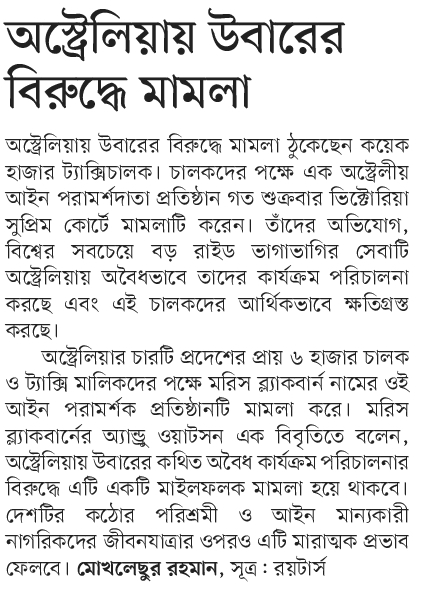 অস্ট্রেলিয়ায় উবারের
বিরুদ্ধে মামলা
অস্ট্রেলিয়ায় উবারের বিরুদ্ধে মামলা ঠুকেছেন কয়েক
হাজার ট্যাক্সিচালক। চালকদের পক্ষে এক অস্ট্রেলীয়
আইন পরামর্শদাতা প্রতিষ্ঠান গত শুক্রবার ভিক্টোরিয়া
সুপ্রিম কোর্টে মামলাটি করেন। তাঁদের অভিযোগ,
বিশ্বের সবচেয়ে বড় রাইড ভাগাভাগির সেবাটি
অস্ট্রেলিয়ায় অবৈধভাবে তাদের কার্যক্রম পরিচালনা
করছে এবং এই চালকদের আর্থিকভাবে ক্ষতিগ্রস্ত
করছে।
অস্ট্রেলিয়ার চারটি প্রদেশের প্রায় ৬ হাজার চালক
ও ট্যাক্সি মালিকদের পক্ষে মরিস ব্ল্যাকবার্ন নামের ওই
আইন পরামর্শক প্রতিষ্ঠানটি মামলা করে। মরিস
ব্ল্যাকবার্নের অ্যান্ড্রু ওয়াটসন এক বিবৃতিতে বলেন,
অস্ট্রেলিয়ায় উবারের কথিত অবৈধ কার্যক্রম পরিচালনার
বিরুদ্ধে এটি একটি মাইলফলক মামলা হয়ে থাকবে।
দেশটির কঠোর পরিশ্রমী ও আইন মান্যকারী
নাগরিকদের জীবনযাত্রার ওপরও এটি মারাত্মক প্রভাব
ফেলবে। মোখলেছুর রহমান, সূত্র : রয়টার্স